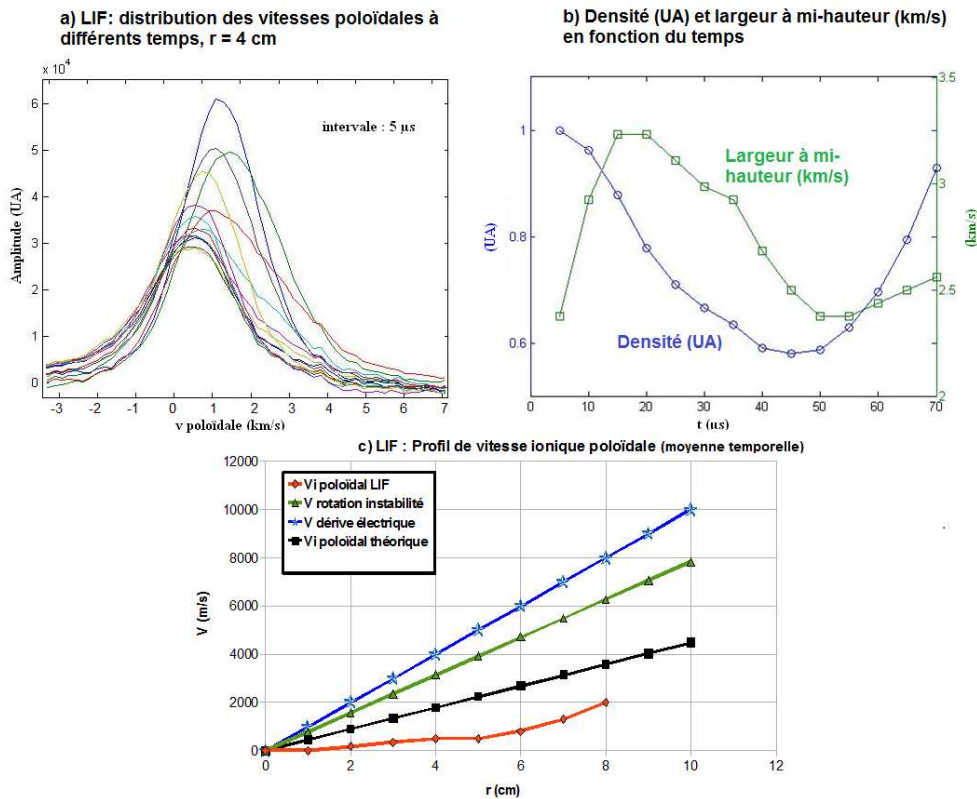 a) LIF: distribution des vitesses poloïdales à
différents temps, r = 4 cm
x 10⁴
6
5
4
3
2
1
0
Amplitude (UA)
intervale : 5 µs
-3 -2 -1 0 1 2 3 4 5 6 7
v poloïdale (km/s)
b) Densité (UA) et largeur à mi-hauteur (km/s)
en fonction du temps
3.5
3
2.5
2
(km/s)
1
0.8
0.6
(UA)
Largeur à mi-
hauteur (km/s)
Densité (UA)
0 10 20 30 40 50 60 70
t (µs)
c) LIF : Profil de vitesse ionique poloïdale (moyenne temporelle)
12000
10000
8000
6000
4000
2000
0
V (m/s)
Vi poloïdal LIF
V rotation instabilité
V dérive électrique
Vi poloïdal théorique
0 2 4 6 8 10 12
r (cm)